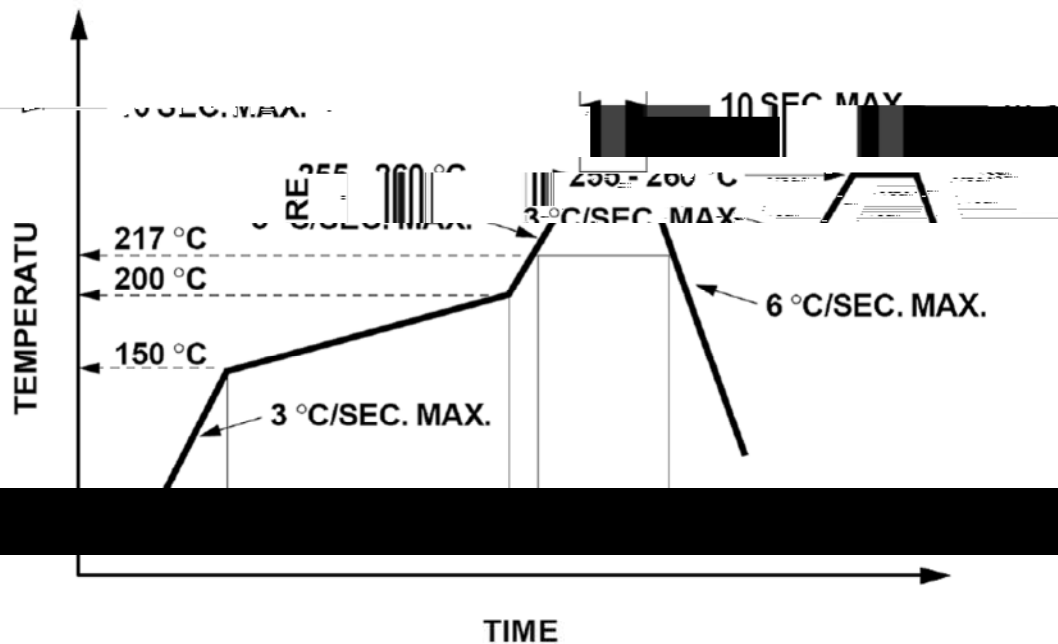 10 SEC. MAX.
255 - 260 °C
3 °C/SEC. MAX.
217 °C
200 °C
6 °C/SEC. MAX.
150 °C
3 °C/SEC. MAX.
TEMPERATU
RE
TIME